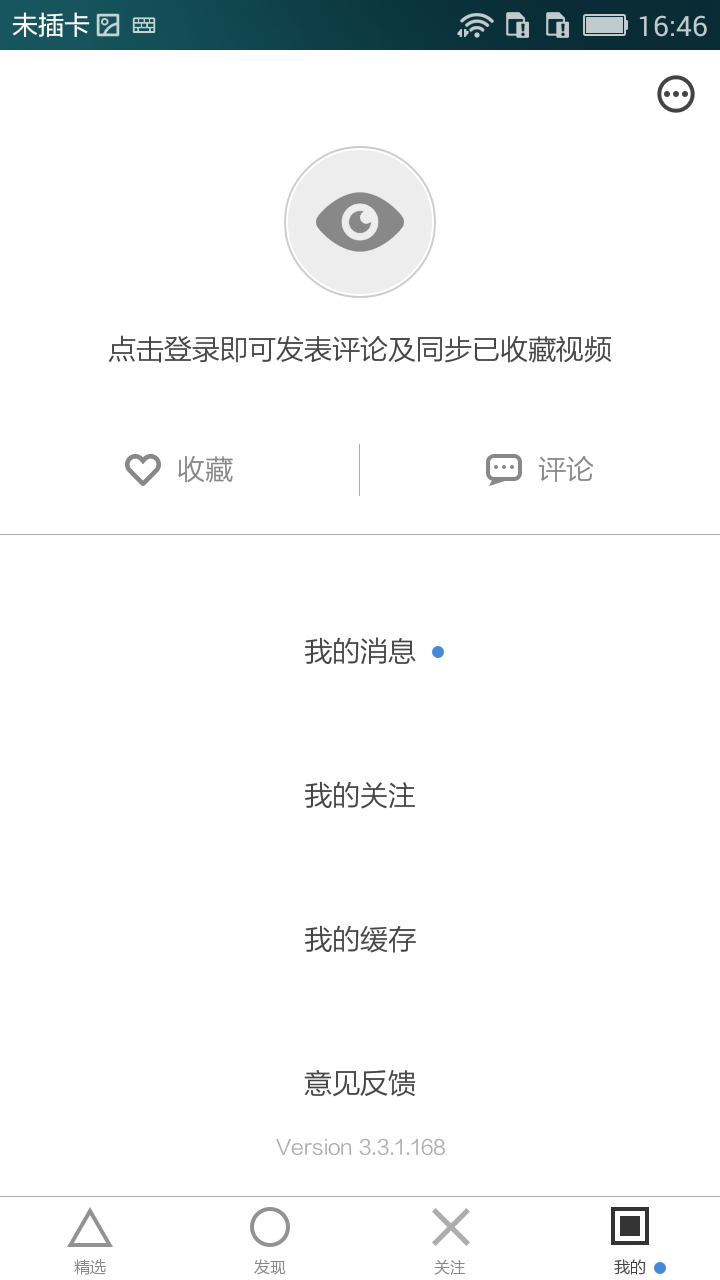 未插卡 16:46
点击登录即可发表评论及同步已收藏视频
收藏 评论
我的消息
我的关注
我的缓存
意见反馈
Version 3.3.1.168
精选 发现 关注 我的